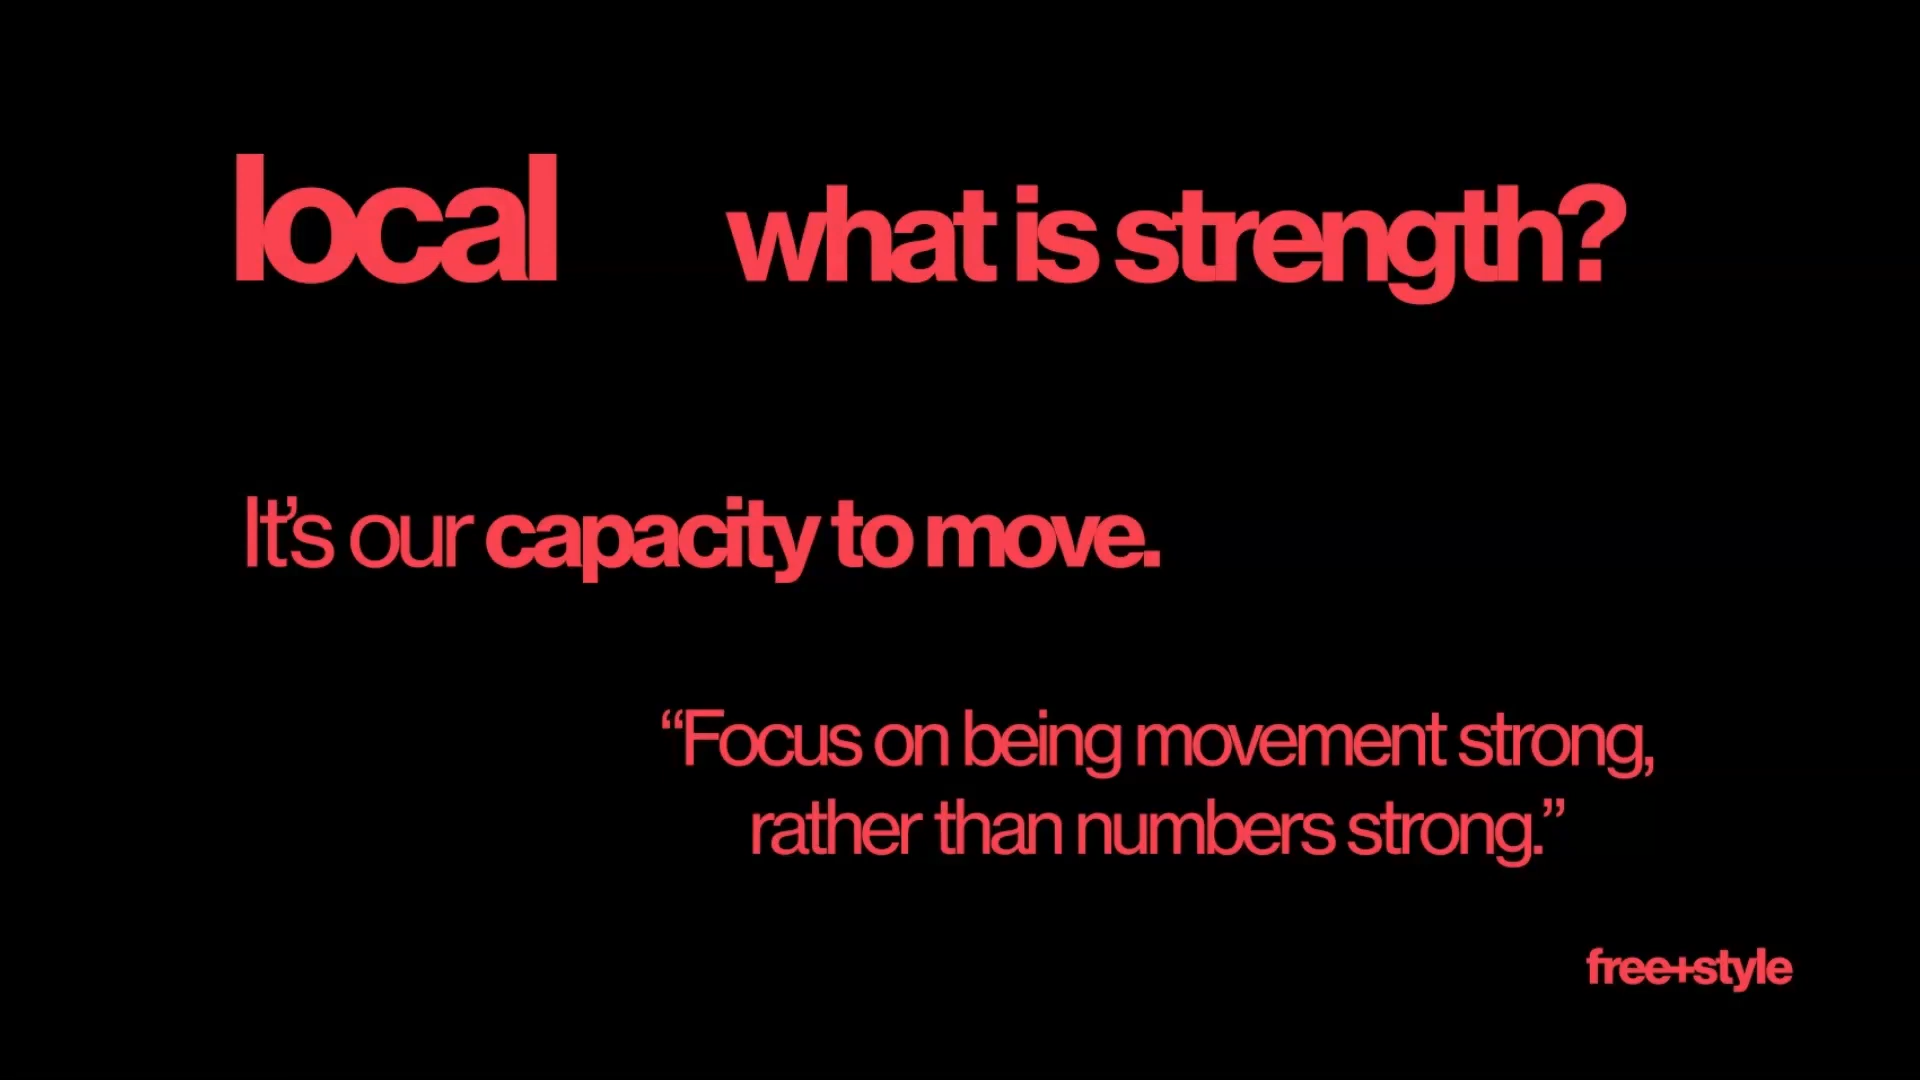 local what is strength?
It’s our capacity to move.
“Focus on being movement strong,
rather than numbers strong.”
free+style